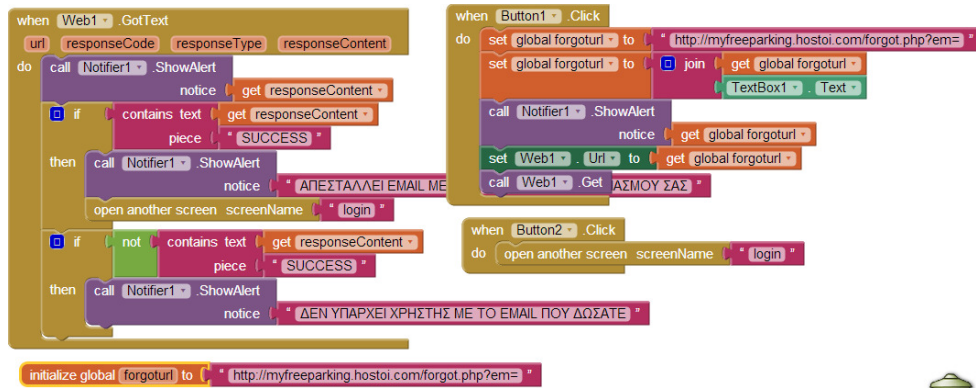 when Web1 .GotText
url responseCode responseType responseContent
do call Notifier1 .ShowAlert
notice get responseContent
if contains text get responseContent
piece " SUCCESS "
then call Notifier1 .ShowAlert
notice " ΑΠΕΣΤΑΛΛΕΙ EMAIL ΜΕ
open another screen screenName " login "
if not contains text get responseContent
piece " SUCCESS "
then call Notifier1 .ShowAlert
notice " ΔΕΝ ΥΠΑΡΧΕΙ ΧΡΗΣΤΗΣ ΜΕ ΤΟ EMAIL ΠΟΥ ΔΩΣΑΤΕ "
initialize global forgoturl to " http://myfreeparking.hostoi.com/forgot.php?em= "
when Button1 .Click
do set global forgoturl to " http://myfreeparking.hostoi.com/forgot.php?em= "
set global forgoturl to join get global forgoturl
TextBox1 . Text
call Notifier1 .ShowAlert
notice get global forgoturl
set Web1 . Url to get global forgoturl
call Web1 .Get
ΣΑΣ "
when Button2 .Click
do open another screen screenName " login "